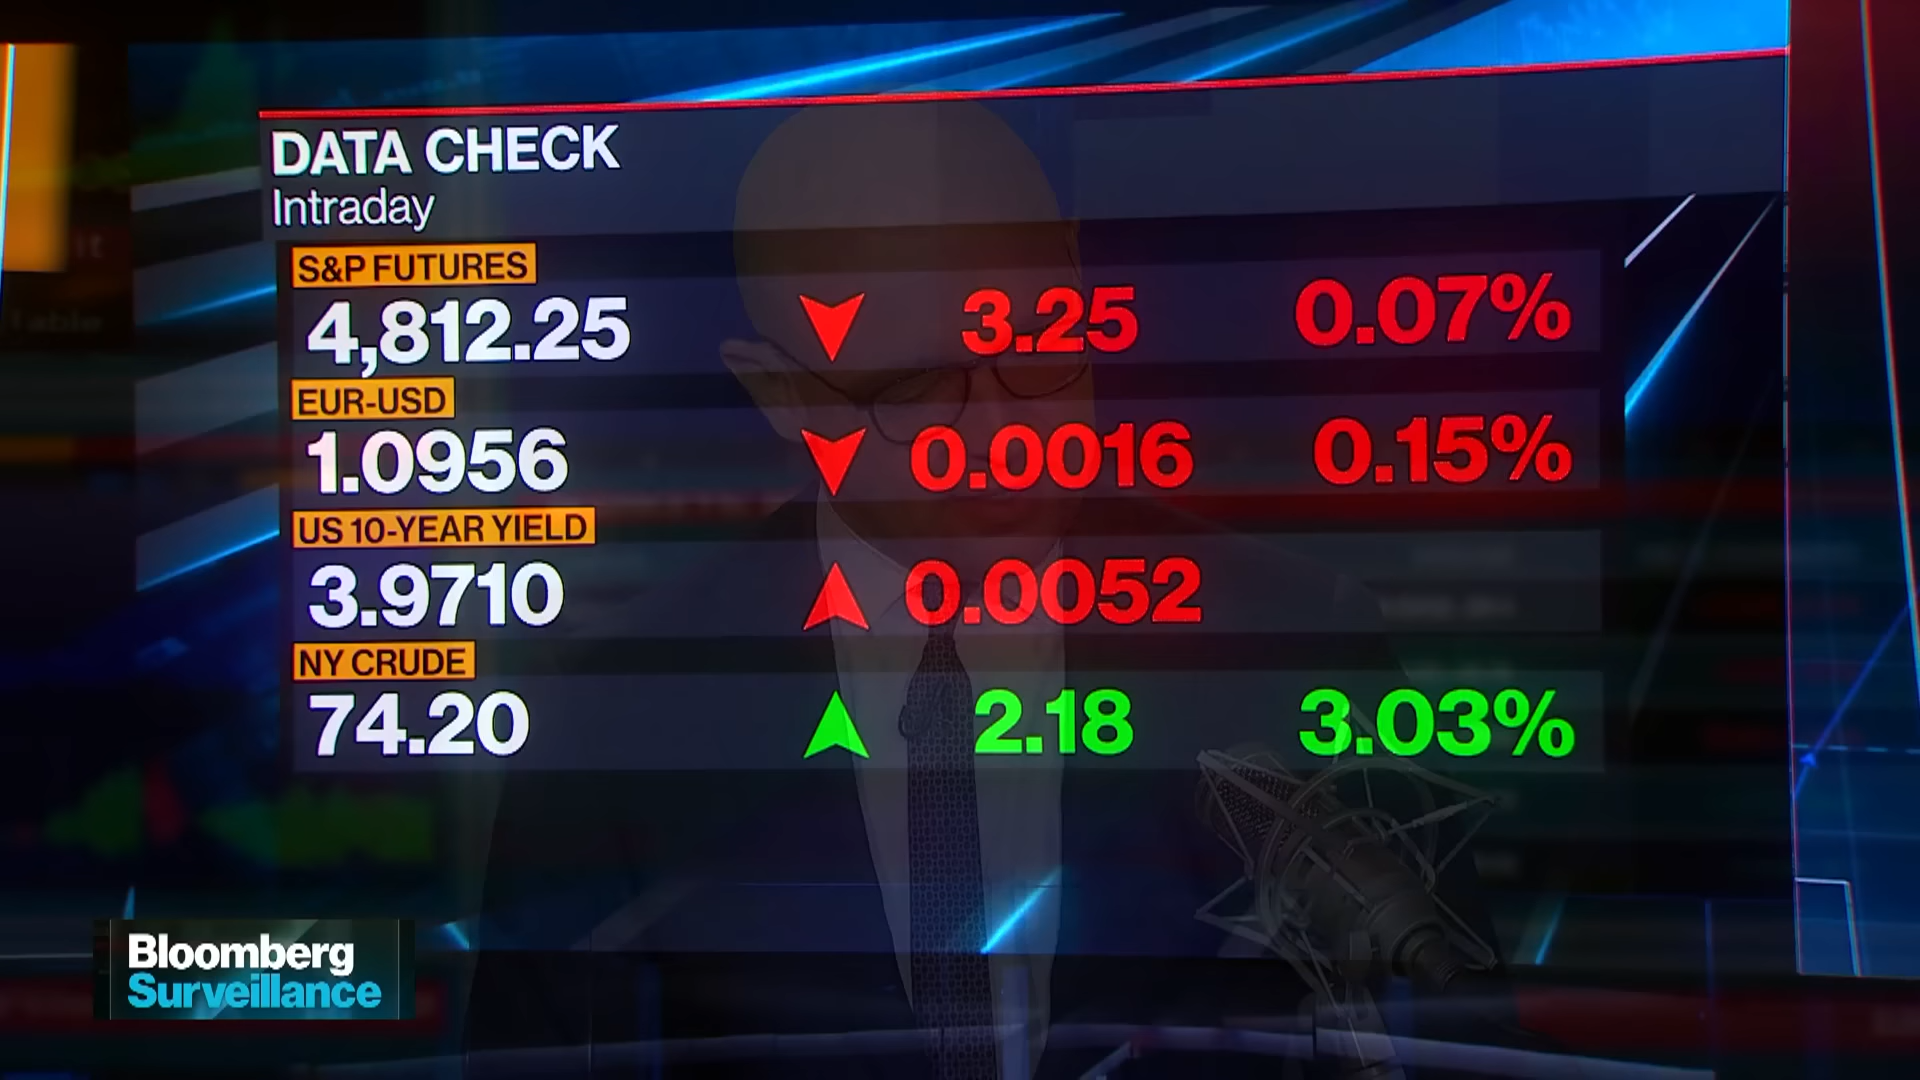 DATA CHECK
Intraday
S&P FUTURES
4,812.25 3.25 0.07%
EUR-USD
1.0956 0.0016 0.15%
US 10-YEAR YIELD
3.9710 0.0052
NY CRUDE
74.20 2.18 3.03%
Bloomberg
Surveillance